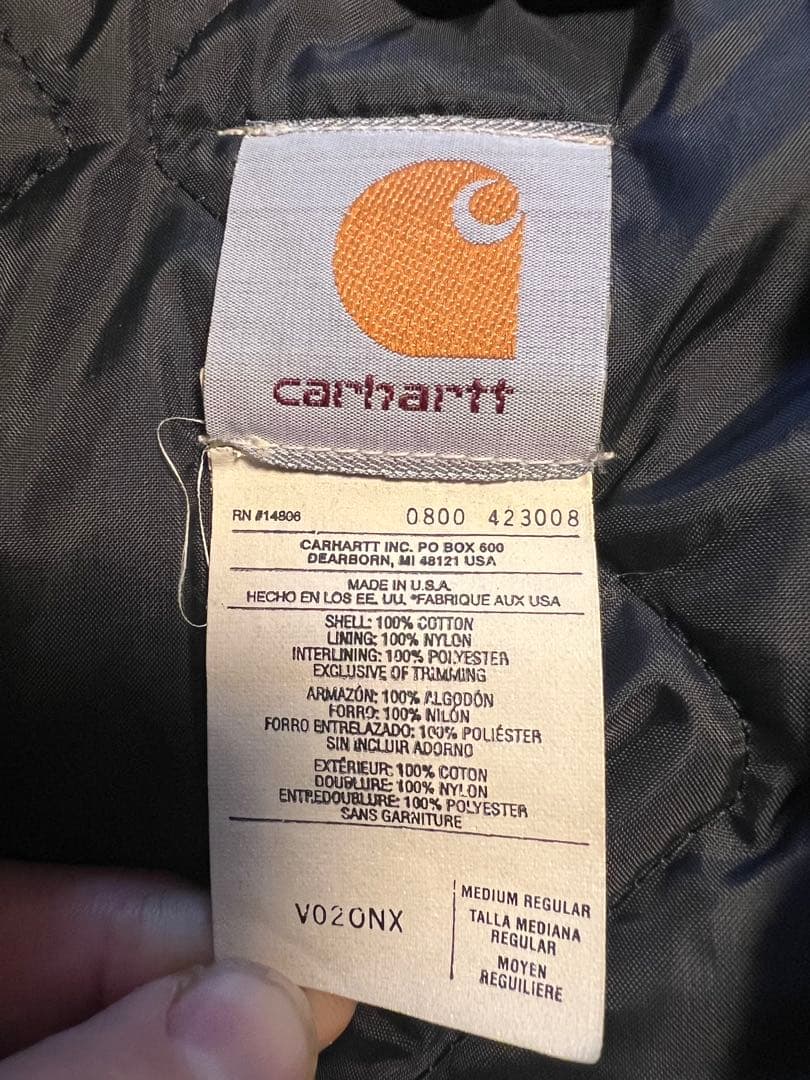 carhartt
RN #14806 0800 423008
CARHARTT INC. PO BOX 600
DEARBORN, MI 48121 USA
MADE IN U.S.A.
HECHO EN LOS EE. UU. *FABRIQUE AUX USA
SHELL: 100% COTTON
LINING: 100% NYLON
INTERLINING: 100% POLYESTER
EXCLUSIVE OF TRIMMING
ARMAZÓN: 100% ALGODÓN
FORRO: 100% NILÓN
FORRO ENTRELAZADO: 100% POLIÉSTER
SIN INCLUIR ADORNO
EXTÉRIEUR: 100% COTON
DOUBLURE: 100% NYLON
ENTREDOUBLURE: 100% POLYESTER
SANS GARNITURE
V02ONX
MEDIUM REGULAR
TALLA MEDIANA
REGULAR
MOYEN
REGUILIERE